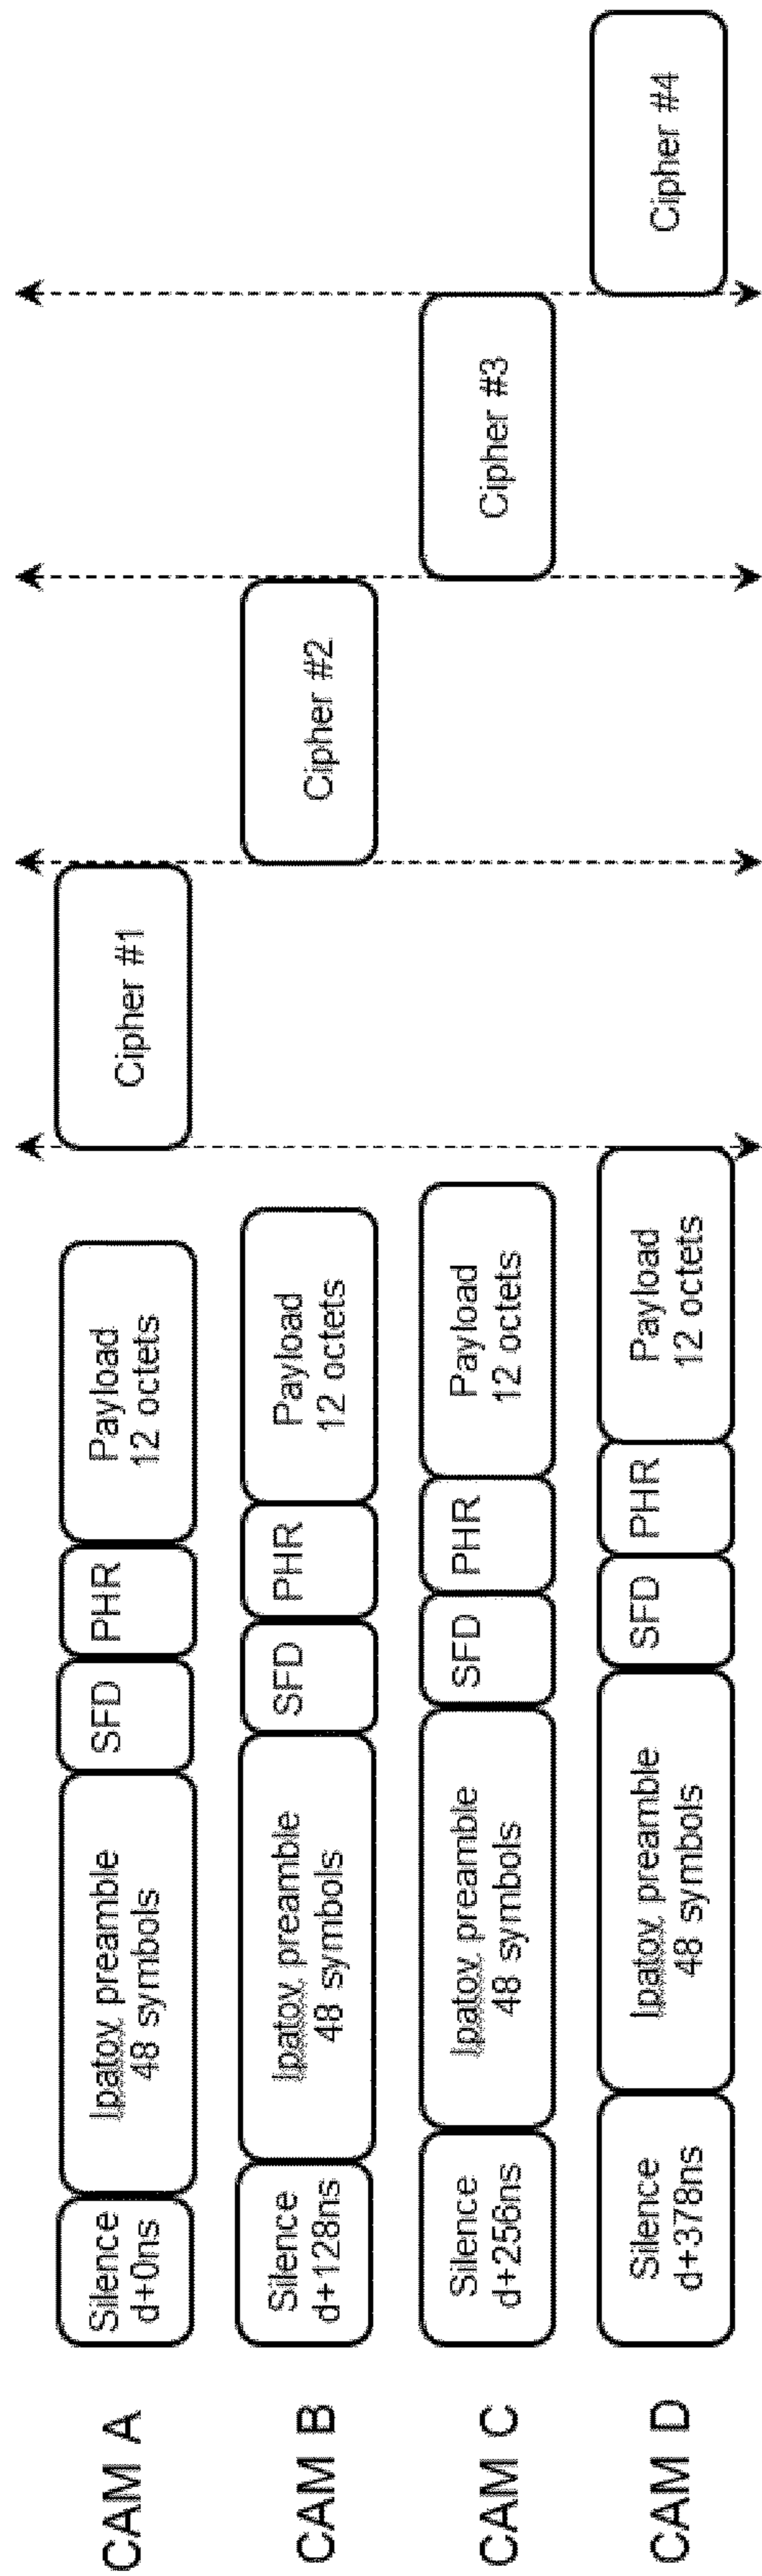 CAM A
Silence
d+0ns
Ipatov preamble
48 symbols
SFD
PHR
Payload
12 octets
Cipher #1
CAM B
Silence
d+128ns
Ipatov preamble
48 symbols
SFD
PHR
Payload
12 octets
Cipher #2
CAM C
Silence
d+256ns
Ipatov preamble
48 symbols
SFD
PHR
Payload
12 octets
Cipher #3
CAM D
Silence
d+378ns
Ipatov preamble
48 symbols
SFD
PHR
Payload
12 octets
Cipher #4